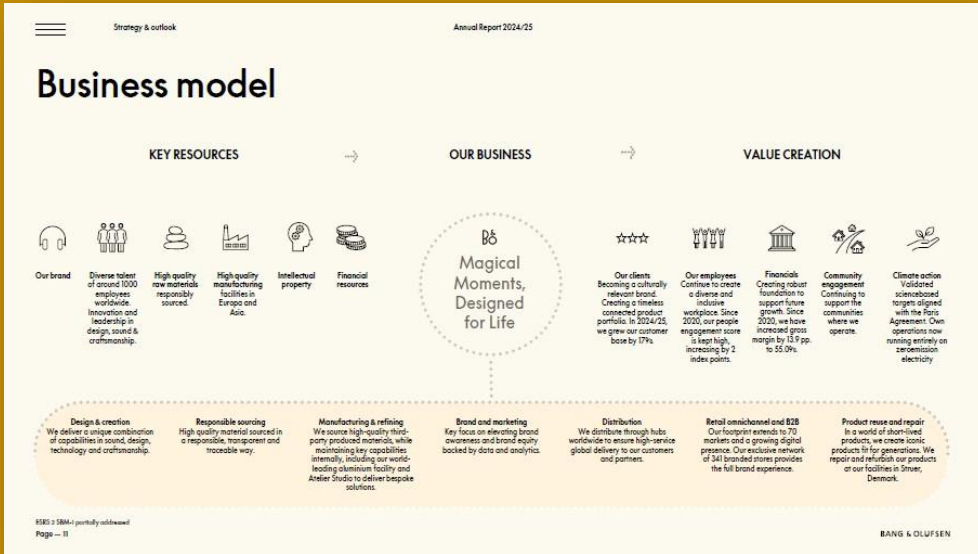 Strategy & outlook
Annual Report 2024/25
Business model
KEY RESOURCES
OUR BUSINESS
VALUE CREATION
Our brand
Diverse talent
of around 1000
employees
worldwide.
Innovation and
leadership in
design, sound &
craftsmanship.
High quality
raw materials
responsibly
sourced.
High quality
manufacturing
facilities in
Europa and
Asia.
Intellectual
property
Financial
resources
Magical
Moments,
Designed
for Life
Our clients
Becoming a culturally
relevant brand.
Creating a timeless
connected product
portfolio. In 2024/25,
we grew our customer
base by 17%.
Our employees
Continue to create
a diverse and
inclusive
workplace. Since
2020, our people
engagement score
is kept high,
increasing by 2
index points.
Financials
Creating robust
foundation to
support future
growth. Since
2020, we have
increased gross
margin by 13.9 pp.
to 55.0%.
Community
engagement
Continuing to
support the
communities
where we
operate.
Climate action
Validated
sciencebased
targets aligned
with the Paris
Agreement. Own
operations now
running entirely on
zeroemission
electricity
Design & creation
We deliver a unique combination
of capabilities in sound, design,
technology and craftmanship.
Responsible sourcing
High quality material sourced in
a responsible, transparent and
traceable way.
Manufacturing & refining
We source high-quality third-
party produced materials, while
maintaining key capabilities
internally, including our world-
leading aluminium facility and
Atelier Studio to deliver bespoke
solutions.
Brand and marketing
Key focus on elevating brand
awareness and brand equity
backed by data and analytics.
Distribution
We distribute through hubs
worldwide to ensure high-service
global delivery to our customers
and partners.
Retail omnichannel and B2B
Our footprint extends to 70
markets and a growing digital
presence. Our exclusive network
of 341 branded stores provides
the full brand experience.
Product reuse and repair
In a world of short-lived
products, we create iconic
products fit for generations. We
repair and refurbish our products
at our facilities in Struer,
Denmark.
ESRS 2 SBM-1 partially addressed
Page — 11
BANG & OLUFSEN